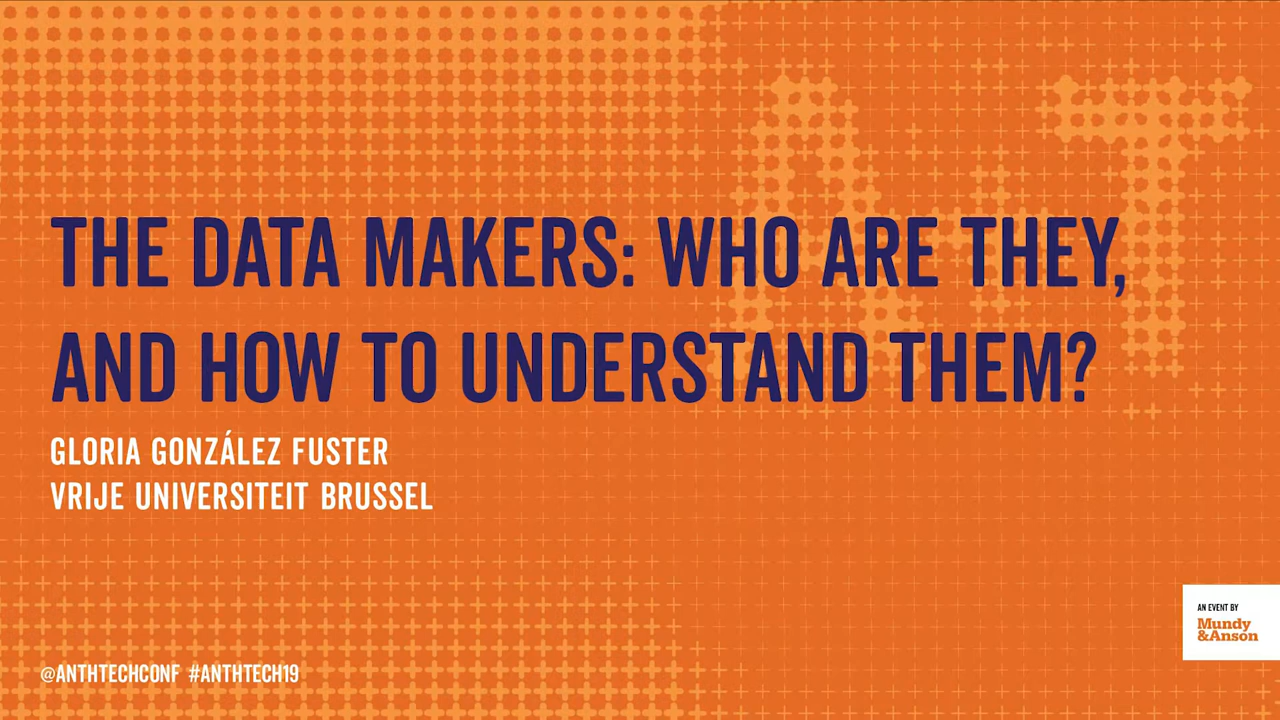 THE DATA MAKERS: WHO ARE THEY,
AND HOW TO UNDERSTAND THEM?
GLORIA GONZÁLEZ FUSTER
VRIJE UNIVERSITEIT BRUSSEL
AN EVENT BY
Mundy
&Anson
@ANTHTECHCONF #ANTHTECH19